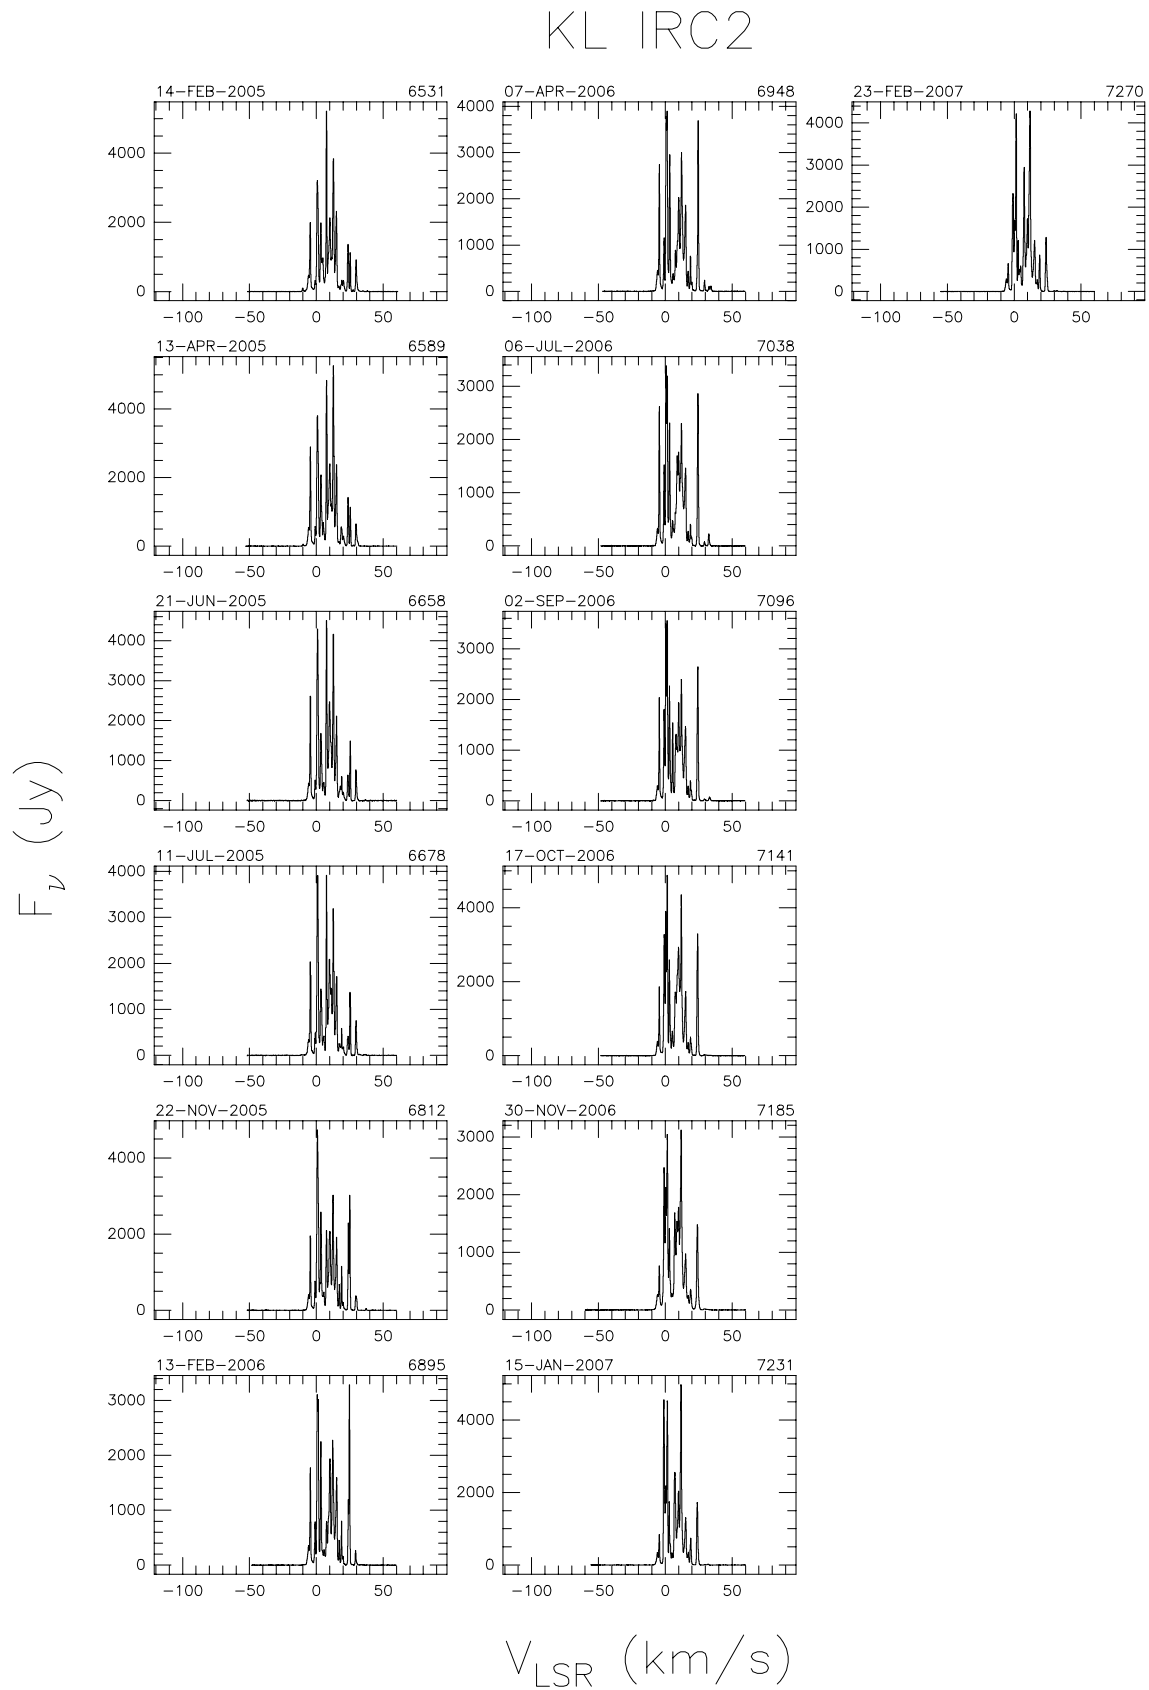 KL IRC2
14-FEB-2005 6531 07-APR-2006 6948 23-FEB-2007 7270
4000 2000 0
4000 3000 2000 1000 0
4000 3000 2000 1000 0
-100 -50 0 50 -100 -50 0 50 -100 -50 0 50
13-APR-2005 6589 06-JUL-2006 7038
4000 2000 0
3000 2000 1000 0
-100 -50 0 50 -100 -50 0 50
21-JUN-2005 6658 02-SEP-2006 7096
4000 3000 2000 1000 0
3000 2000 1000 0
-100 -50 0 50 -100 -50 0 50
11-JUL-2005 6678 17-OCT-2006 7141
4000 3000 2000 1000 0
4000 2000 0
-100 -50 0 50 -100 -50 0 50
22-NOV-2005 6812 30-NOV-2006 7185
4000 2000 0
3000 2000 1000 0
-100 -50 0 50 -100 -50 0 50
13-FEB-2006 6895 15-JAN-2007 7231
3000 2000 1000 0
4000 2000 0
-100 -50 0 50 -100 -50 0 50
Fν (Jy)
VLSR (km/s)